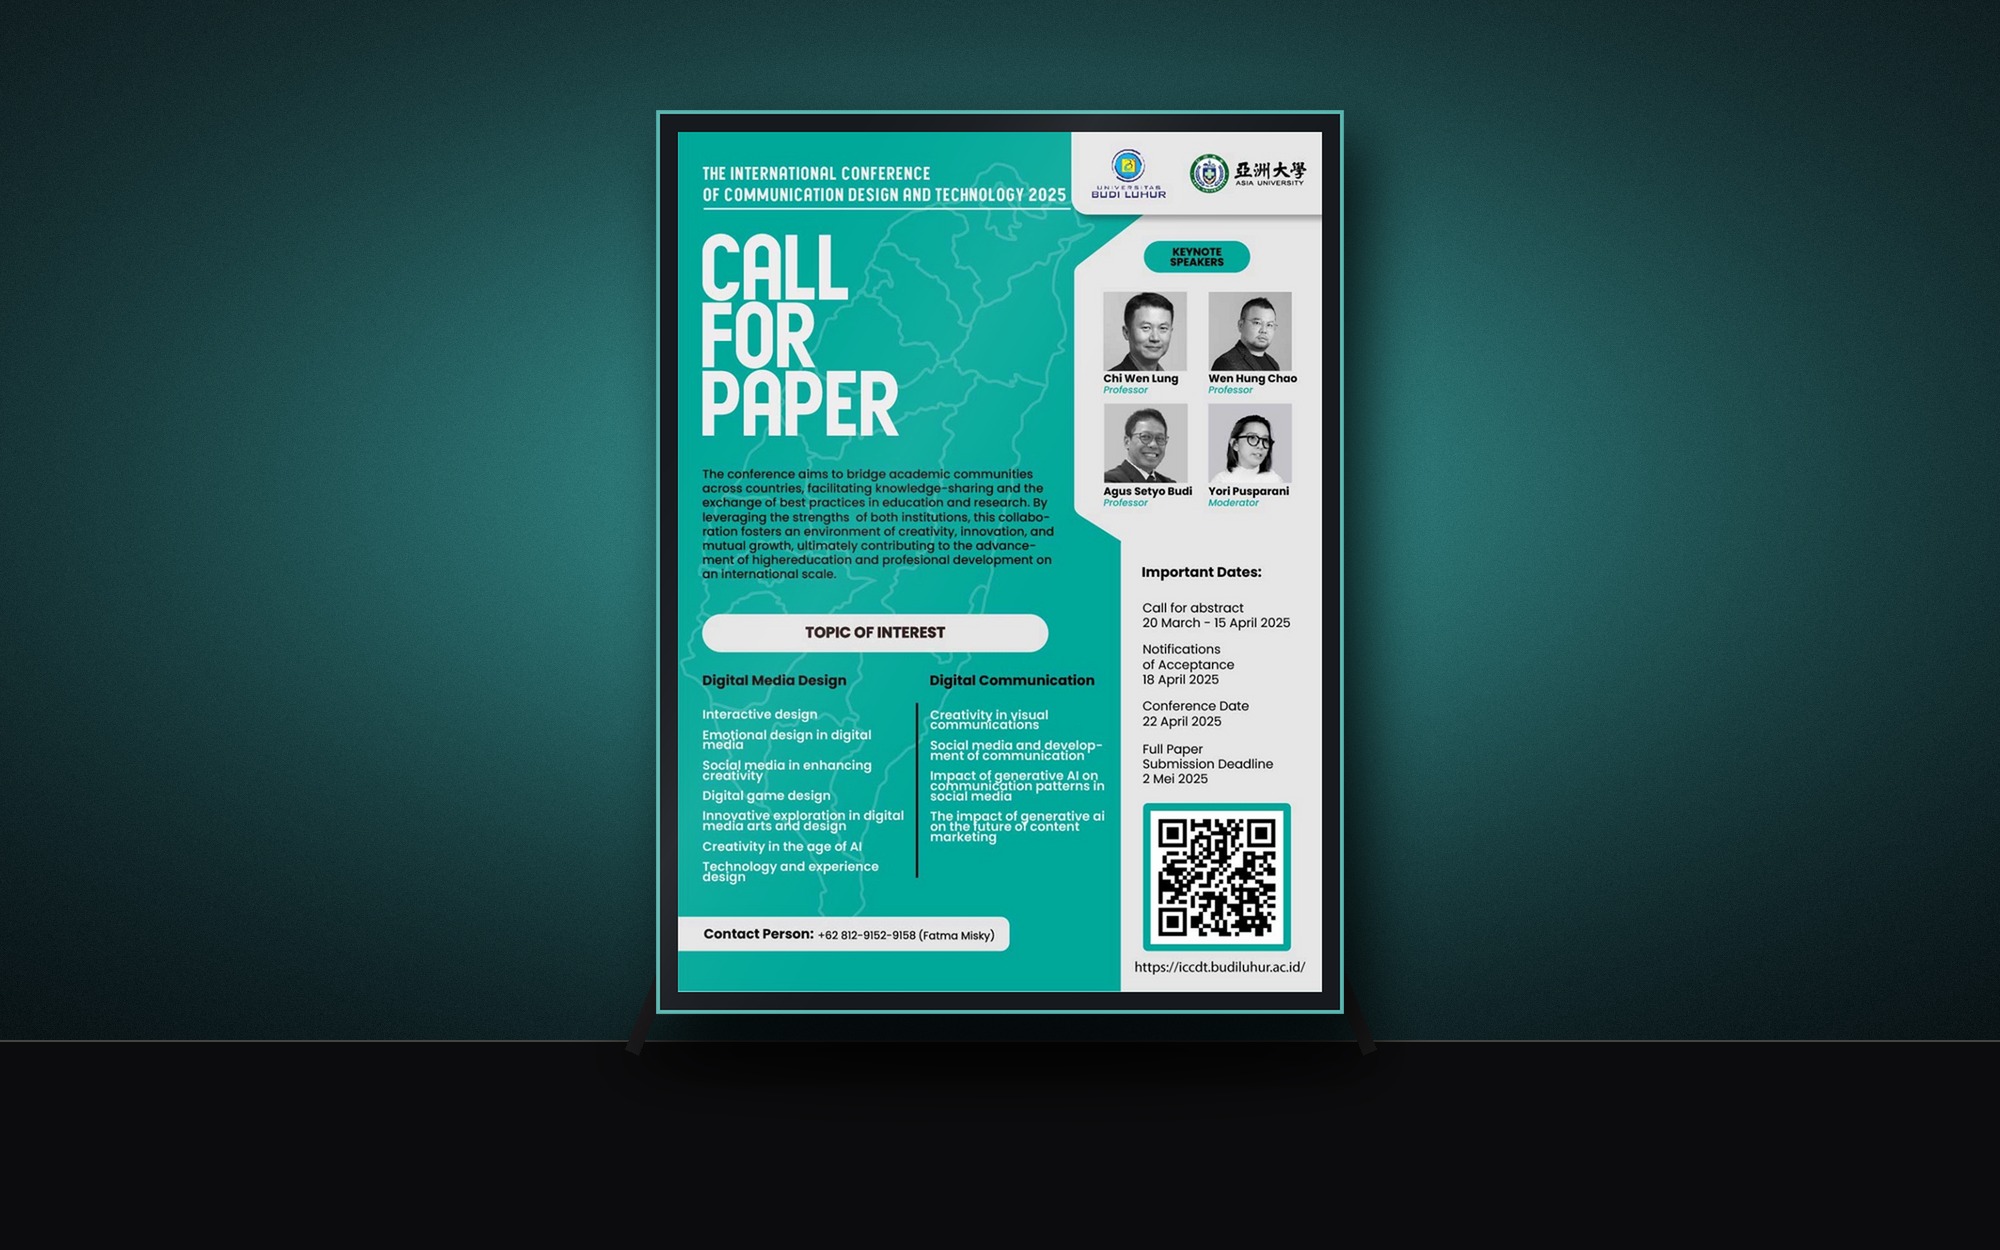 THE INTERNATIONAL CONFERENCE
OF COMMUNICATION DESIGN AND TECHNOLOGY 2025
UNIVERSITAS
BUDI LUHUR
亞洲大學
ASIA UNIVERSITY
CALL
FOR
PAPER
The conference aims to bridge academic communities
across countries, facilitating knowledge-sharing and the
exchange of best practices in education and research. By
leveraging the strengths of both institutions, this collabo-
ration fosters an environment of creativity, innovation, and
mutual growth, ultimately contributing to the advance-
ment of highereducation and profesional development on
an international scale.
TOPIC OF INTEREST
Digital Media Design
Interactive design
Emotional design in digital
media
Social media in enhancing
creativity
Digital game design
Innovative exploration in digital
media arts and design
Creativity in the age of AI
Technology and experience
design
Digital Communication
Creativity in visual
communications
Social media and develop-
ment of communication
Impact of generative AI on
communication patterns in
social media
The impact of generative ai
on the future of content
marketing
Contact Person: +62 812-9152-9158 (Fatma Misky)
KEYNOTE
SPEAKERS
Chi Wen Lung
Professor
Wen Hung Chao
Professor
Agus Setyo Budi
Professor
Yori Pusparani
Moderator
Important Dates:
Call for abstract
20 March - 15 April 2025
Notifications
of Acceptance
18 April 2025
Conference Date
22 April 2025
Full Paper
Submission Deadline
2 Mei 2025
https://iccdt.budiluhur.ac.id/